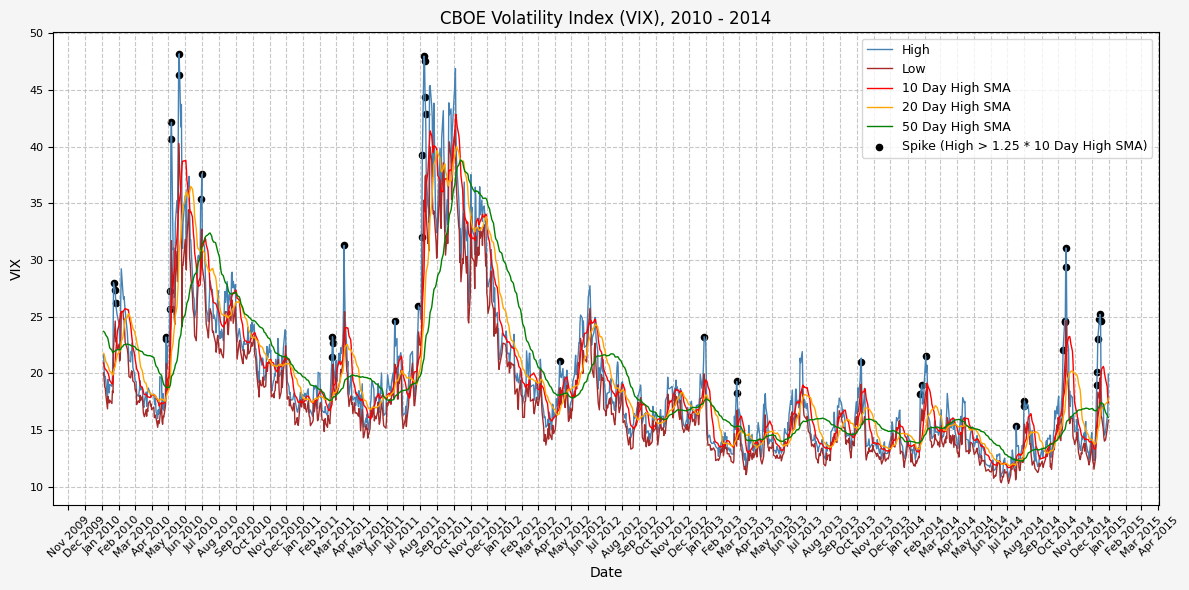 CBOE Volatility Index (VIX), 2010 - 2014
High
Low
10 Day High SMA
20 Day High SMA
50 Day High SMA
Spike (High > 1.25 * 10 Day High SMA)
VIX
50
45
40
35
30
25
20
15
10
Nov 2009
Dec 2009
Jan 2010
Feb 2010
Mar 2010
Apr 2010
May 2010
Jun 2010
Jul 2010
Aug 2010
Sep 2010
Oct 2010
Nov 2010
Dec 2010
Jan 2011
Feb 2011
Mar 2011
Apr 2011
May 2011
Jun 2011
Jul 2011
Aug 2011
Sep 2011
Oct 2011
Nov 2011
Dec 2011
Jan 2012
Feb 2012
Mar 2012
Apr 2012
May 2012
Jun 2012
Jul 2012
Aug 2012
Sep 2012
Oct 2012
Nov 2012
Dec 2012
Jan 2013
Feb 2013
Mar 2013
Apr 2013
May 2013
Jun 2013
Jul 2013
Aug 2013
Sep 2013
Oct 2013
Nov 2013
Dec 2013
Jan 2014
Feb 2014
Mar 2014
Apr 2014
May 2014
Jun 2014
Jul 2014
Aug 2014
Sep 2014
Oct 2014
Nov 2014
Dec 2014
Jan 2015
Feb 2015
Mar 2015
Apr 2015
Date